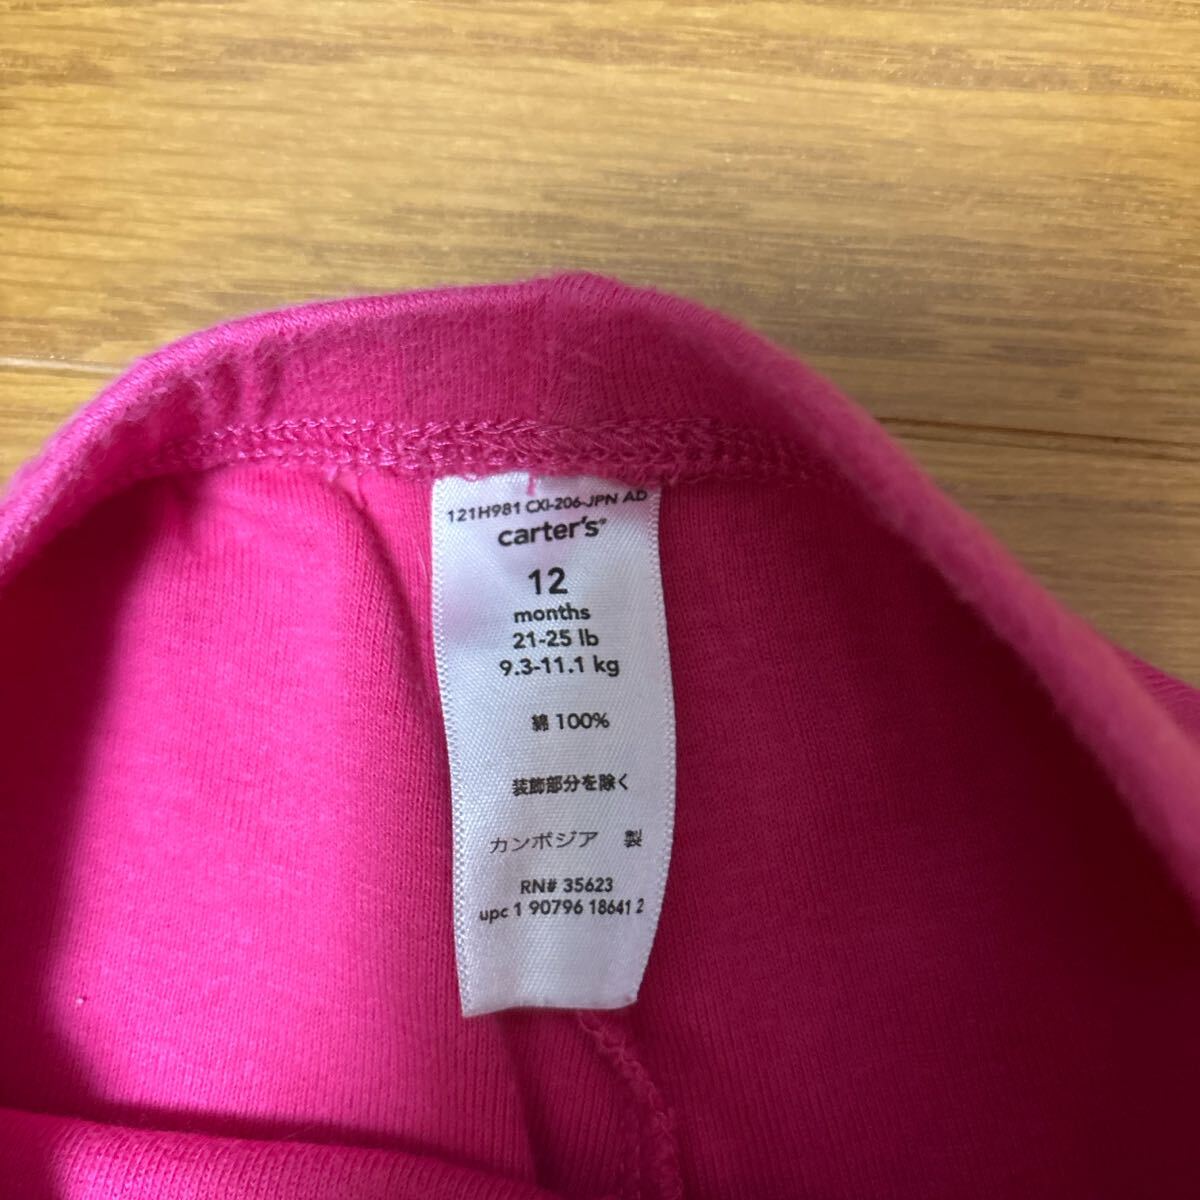 121H981 CXI-206-JPN AD
carter's®
12
months
21-25 lb
9.3-11.1 kg
綿 100%
装飾部分を除く
カンボジア 製
RN# 35623
upc 1 90796 18641 2